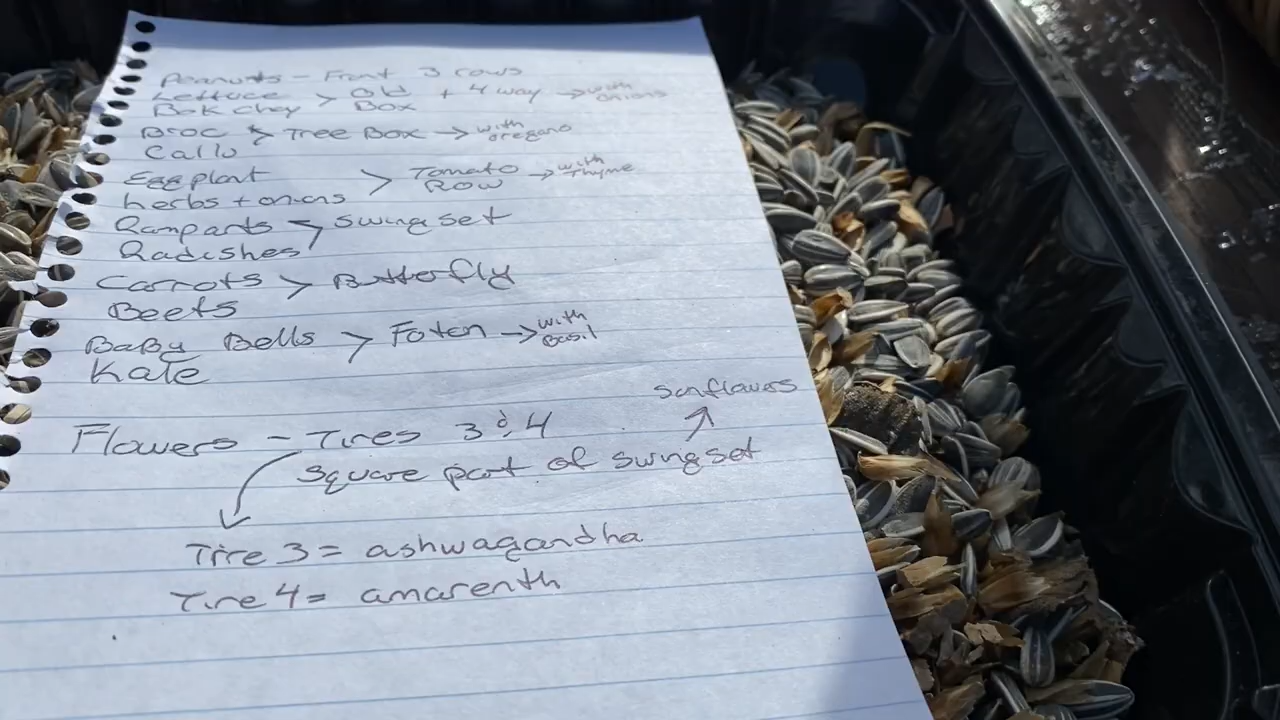 Peanuts - Front 3 cows
Lettuce > Old Box + 4 way → with onions
Bok Choy
Broc > Tree Box → with oregano
Callo
Eggplant > Tomato Row → with Thyme
herbs + onions
Ramparts > swingset
Radishes
Carrots > Butterfly
Beets
Baby Bells > Foten → with Basil
Kale
sunflowers
Flowers - Tires 3 & 4
square part of swingset
Tire 3 = ashwagandha
Tire 4 = amarenth